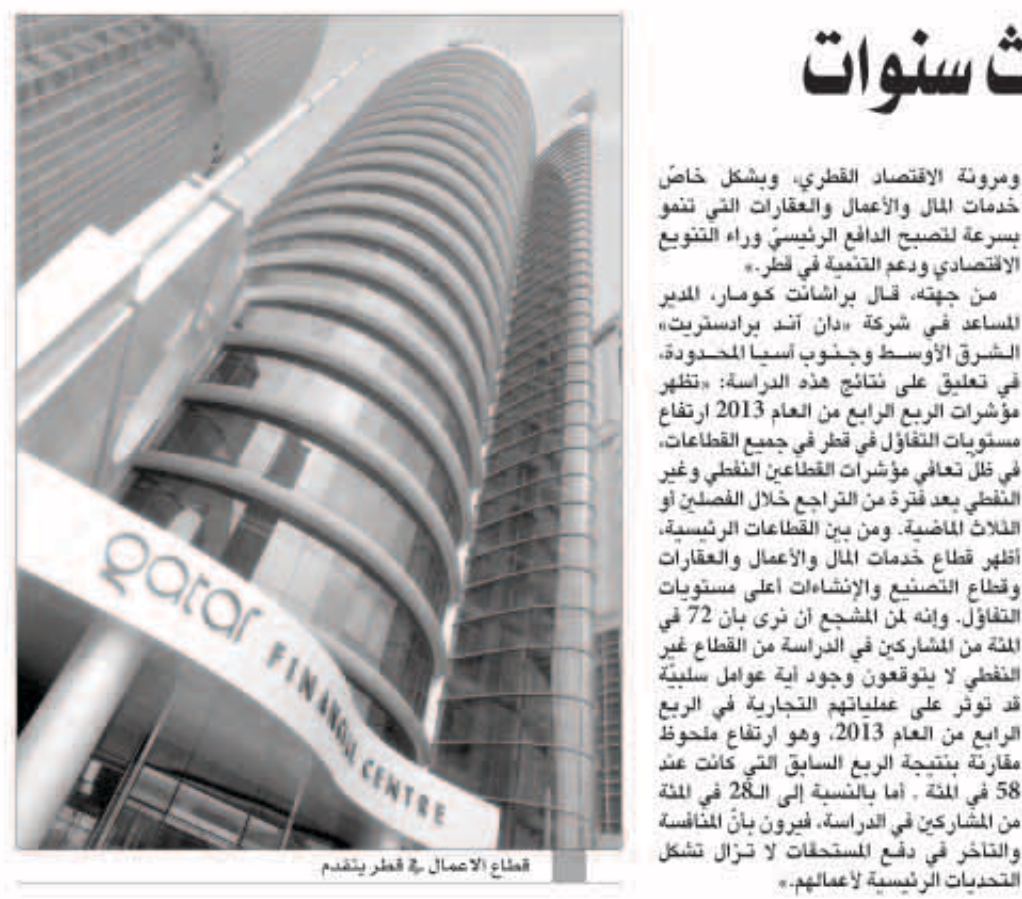 ث سنوات
ومرونة الاقتصاد القطري، وبشكل خاصّ
خدمات المال والأعمال والعقارات التي تنمو
بسرعة لتصبح الدافع الرئيسيّ وراء التنويع
الاقتصادي ودعم التنمية في قطر.»
من جهته، قال براشانت كومار، المدير
المساعد في شركة «دان آند برادستريت»
الشرق الأوسط وجنوب آسيا المحدودة،
في تعليق على نتائج هذه الدراسة: «تظهر
مؤشرات الربع الرابع من العام 2013 ارتفاع
مستويات التفاؤل في قطر في جميع القطاعات،
في ظل تعافي مؤشرات القطاعين النفطي وغير
النفطي بعد فترة من التراجع خلال الفصلين أو
الثلاث الماضية. ومن بين القطاعات الرئيسية،
أظهر قطاع خدمات المال والأعمال والعقارات
وقطاع التصنيع والإنشاءات أعلى مستويات
التفاؤل. وإنه لمن المشجع أن نرى بأن 72 في
المئة من المشاركين في الدراسة من القطاع غير
النفطي لا يتوقعون وجود أية عوامل سلبيّة
قد توثر على عملياتهم التجارية في الربع
الرابع من العام 2013، وهو ارتفاع ملحوظ
مقارنة بنتيجة الربع السابق التي كانت عند
58 في المئة . أما بالنسبة إلى الـ28 في المئة
من المشاركين في الدراسة، فيرون بأنّ المنافسة
والتأخر في دفع المستحقات لا تزال تشكل
التحديات الرئيسية لأعمالهم.»
qatar FINANCIAL CENTRE
قطاع الاعمال في قطر يتقدم